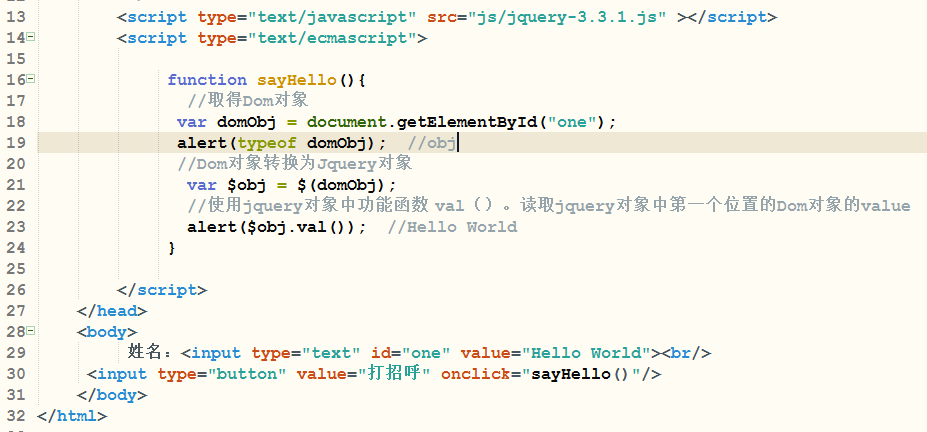 13 <script type="text/javascript" src="js/jquery-3.3.1.js" ></script>
14 <script type="text/ecmascript">
15
16 function sayHello(){
17 //取得Dom对象
18 var domObj = document.getElementById("one");
19 alert(typeof domObj); //obj
20 //Dom对象转换为Jquery对象
21 var $obj = $(domObj);
22 //使用jquery对象中功能函数 val（）。读取jquery对象中第一个位置的Dom对象的value
23 alert($obj.val()); //Hello World
24 }
25
26 </script>
27 </head>
28 <body>
29 姓名：<input type="text" id="one" value="Hello World"><br/>
30 <input type="button" value="打招呼" onclick="sayHello()"/>
31 </body>
32 </html>